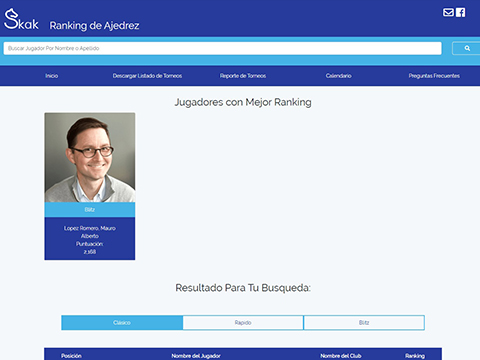 Skak Ranking de Ajedrez
Buscar Jugador Por Nombre o Apellido
Inicio Descargar Listado de Torneos Reporte de Torneos Calendario Preguntas Frecuentes
Jugadores con Mejor Ranking
Blitz
Lopez Romero, Mauro
Alberto
Puntuación:
2,168
Resultado Para Tu Busqueda:
Clásico Rapido Blitz
Posición Nombre del Jugador Nombre del Club Ranking